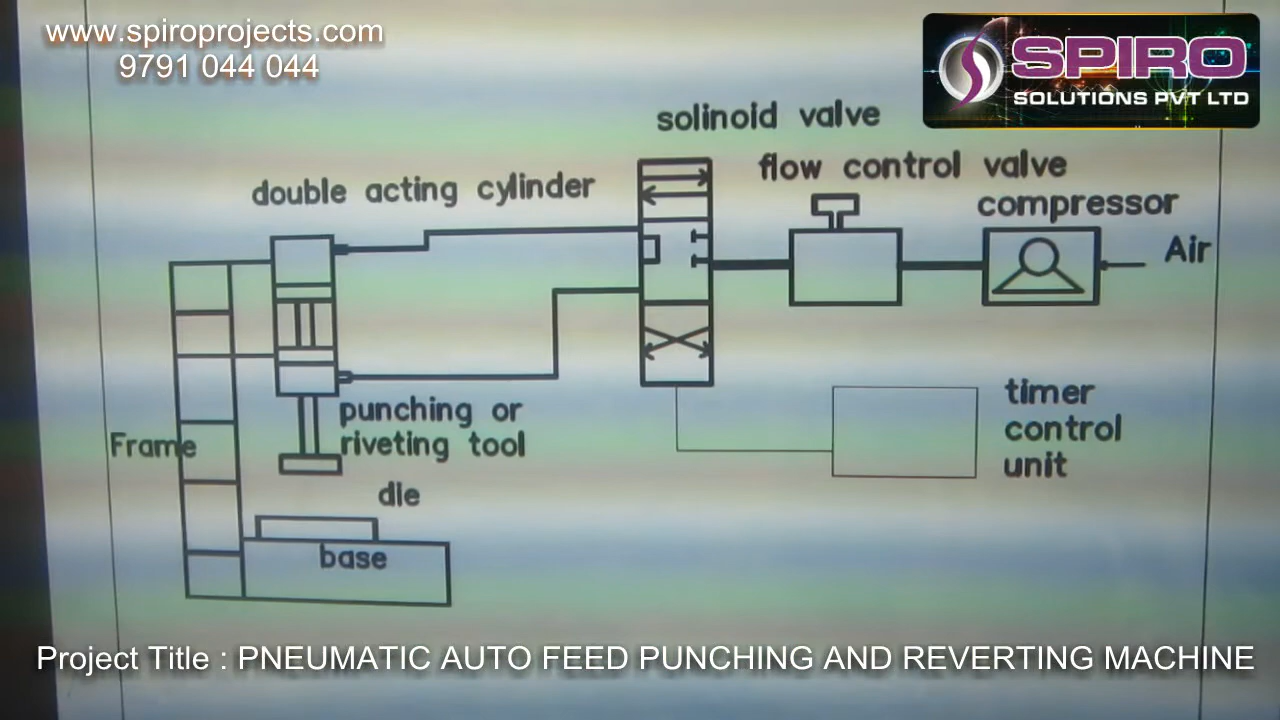 www.spiroprojects.com
9791 044 044
SPIRO
SOLUTIONS PVT LTD
solinoid valve
flow control valve
double acting cylinder
compressor
Air
punching or
riveting tool
Frame
timer
control
unit
die
base
Project Title : PNEUMATIC AUTO FEED PUNCHING AND REVERTING MACHINE